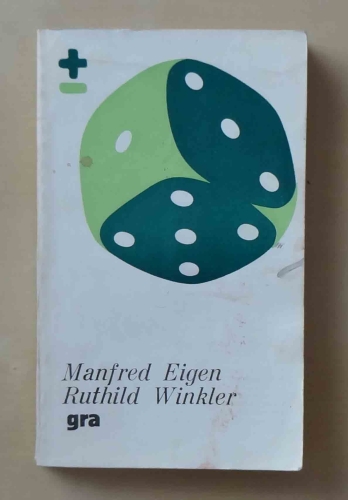 Manfred Eigen
Ruthild Winkler
gra